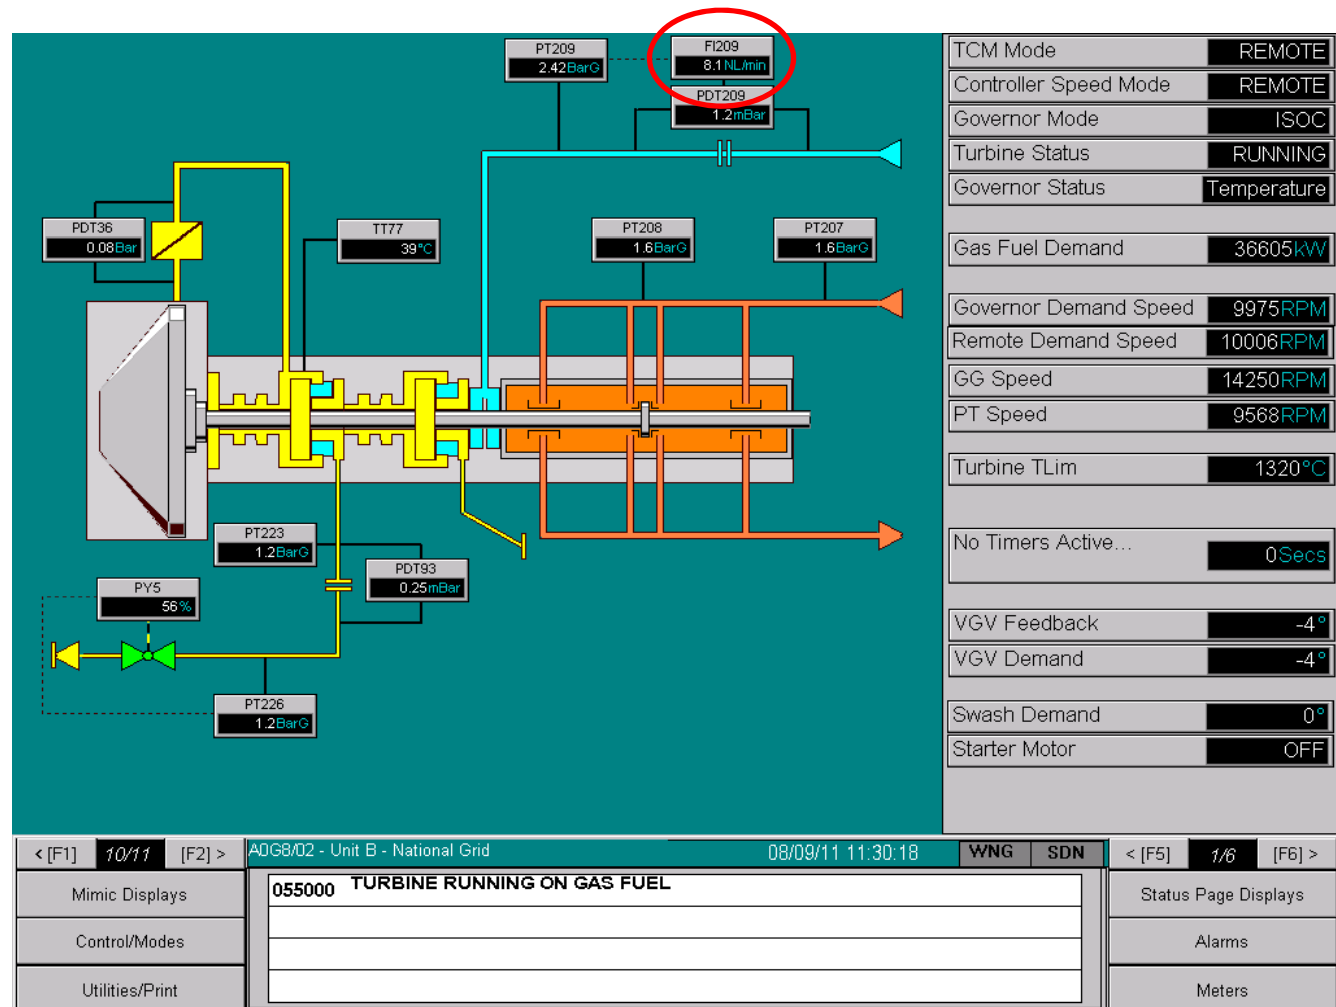 PT209
2.42BarG
FI209
8.1NL/min
PDT209
1.2mBar
PDT36
0.08Bar
TT77
39°C
PT208
1.6BarG
PT207
1.6BarG
PT223
1.2BarG
PDT93
0.25mBar
PY5
56%
PT226
1.2BarG
TCM Mode REMOTE
Controller Speed Mode REMOTE
Governor Mode ISOC
Turbine Status RUNNING
Governor Status Temperature
Gas Fuel Demand 36605kW
Governor Demand Speed 9975RPM
Remote Demand Speed 10006RPM
GG Speed 14250RPM
PT Speed 9568RPM
Turbine TLim 1320°C
No Timers Active... 0Secs
VGV Feedback -4°
VGV Demand -4°
Swash Demand 0°
Starter Motor OFF
<[F1] 10/11 [F2]> A0G8/02 - Unit B - National Grid 08/09/11 11:30:18 WNG SDN <[F5] 1/6 [F6]>
Mimic Displays
Control/Modes
Utilities/Print
055000 TURBINE RUNNING ON GAS FUEL
Status Page Displays
Alarms
Meters